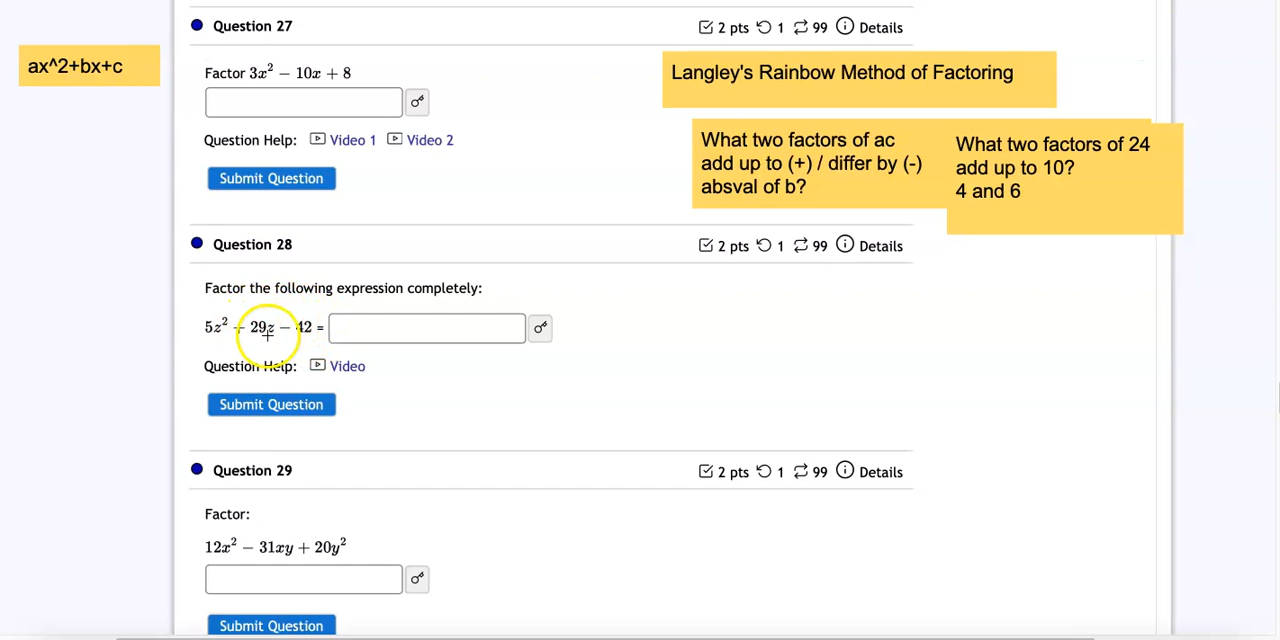 Question 27
2 pts 1 99 Details
ax^2+bx+c
Factor 3x² − 10x + 8
Langley's Rainbow Method of Factoring
Question Help: Video 1 Video 2
Submit Question
What two factors of ac
add up to (+) / differ by (-)
absval of b?
What two factors of 24
add up to 10?
4 and 6
Question 28
2 pts 1 99 Details
Factor the following expression completely:
5z² + 29z − 42 =
Question Help: Video
Submit Question
Question 29
2 pts 1 99 Details
Factor:
12x² − 31xy + 20y²
Submit Question